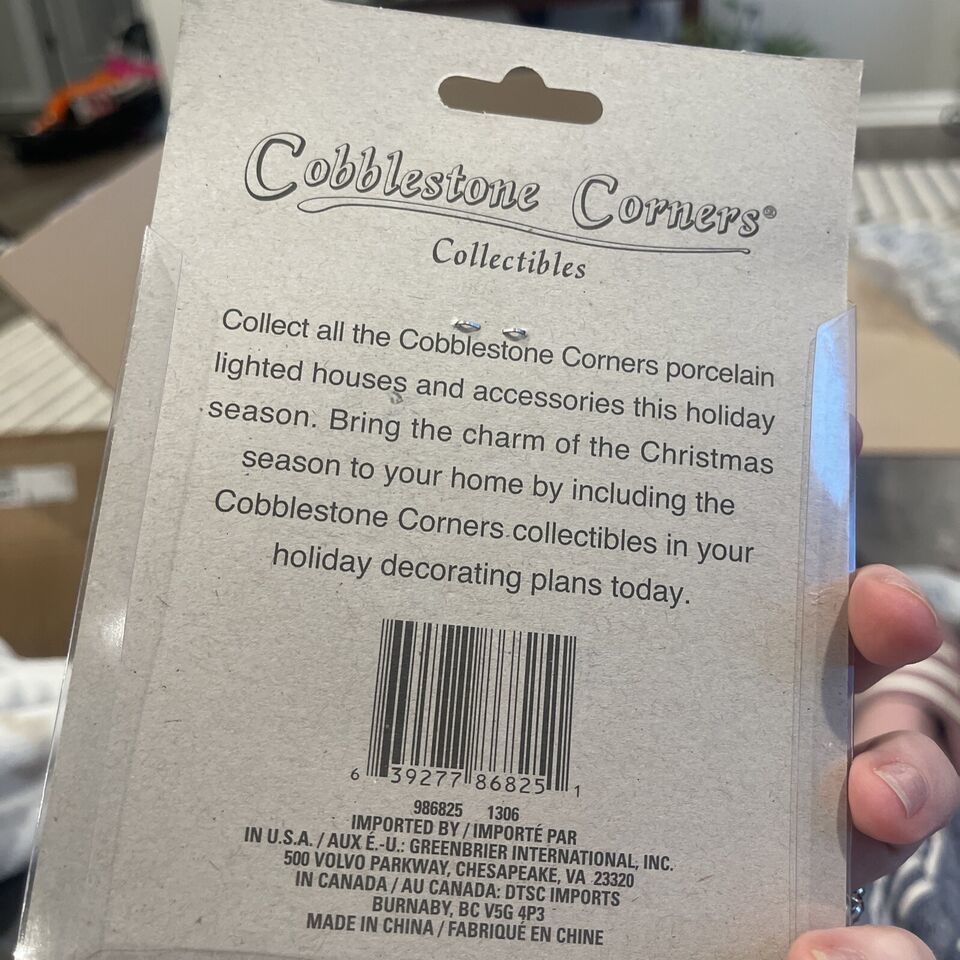 Cobblestone Corners®
Collectibles
Collect all the Cobblestone Corners porcelain
lighted houses and accessories this holiday
season. Bring the charm of the Christmas
season to your home by including the
Cobblestone Corners collectibles in your
holiday decorating plans today.
6 39277 86825 1
986825 1306
IMPORTED BY / IMPORTÉ PAR
IN U.S.A. / AUX É.-U.: GREENBRIER INTERNATIONAL, INC.
500 VOLVO PARKWAY, CHESAPEAKE, VA 23320
IN CANADA / AU CANADA: DTSC IMPORTS
BURNABY, BC V5G 4P3
MADE IN CHINA / FABRIQUÉ EN CHINE